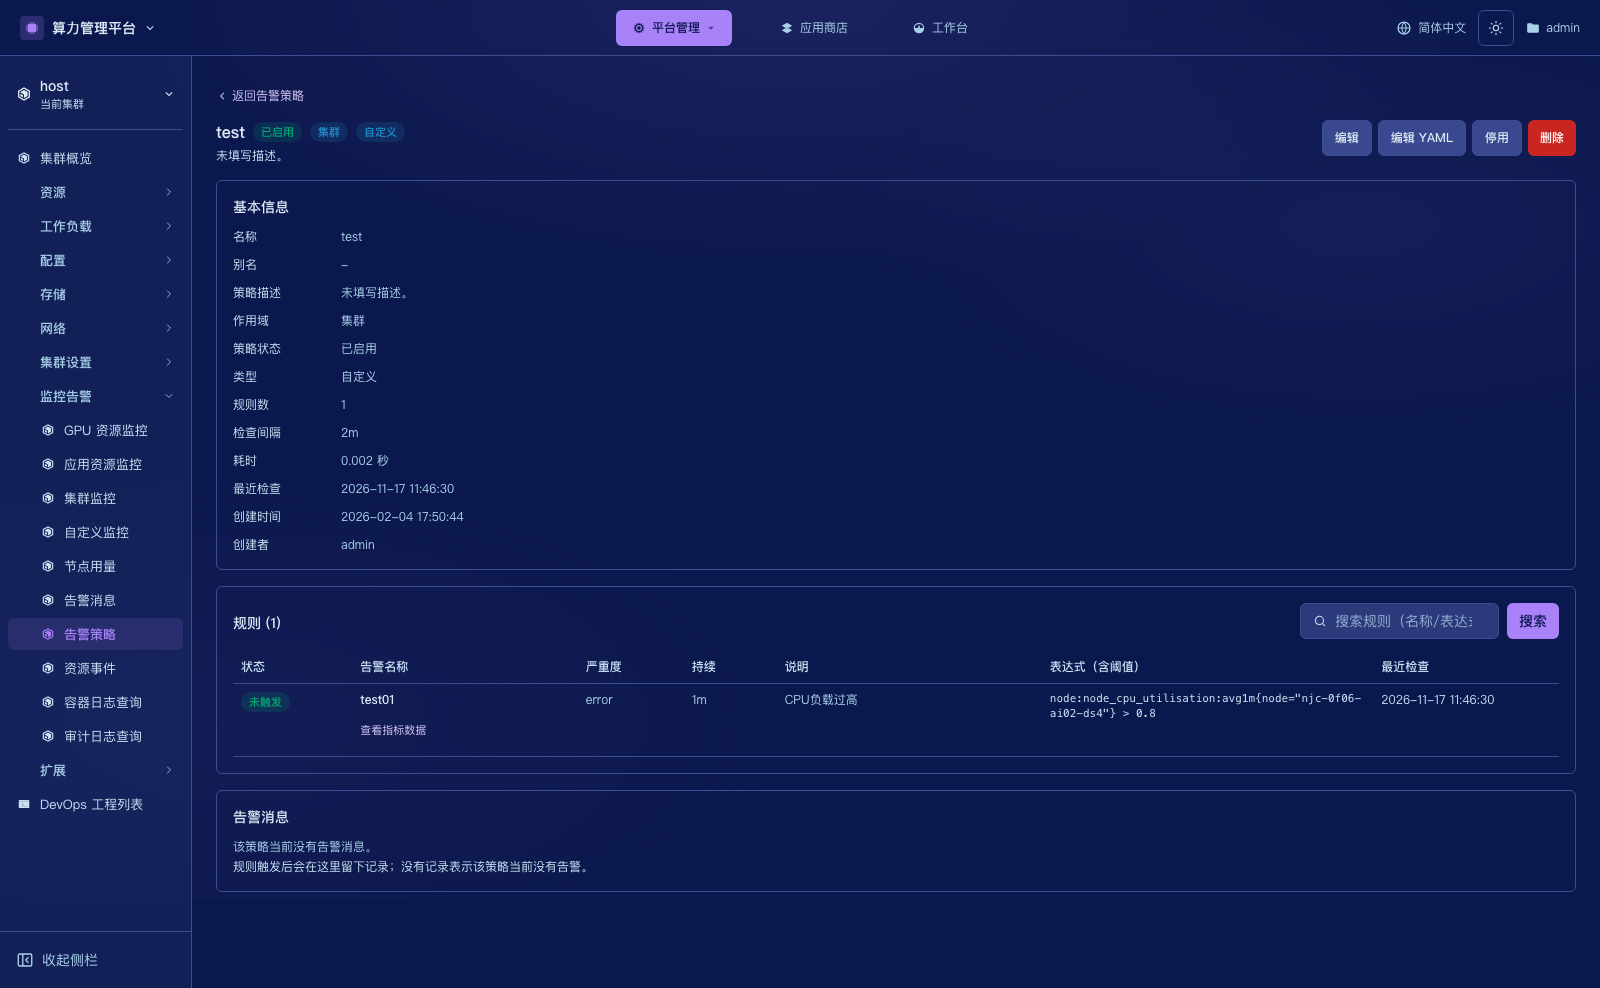 算力管理平台
平台管理
应用商店
工作台
简体中文
admin
host
当前集群
集群概览
资源
工作负载
配置
存储
网络
集群设置
监控告警
GPU 资源监控
应用资源监控
集群监控
自定义监控
节点用量
告警消息
告警策略
资源事件
容器日志查询
审计日志查询
扩展
DevOps 工程列表
收起侧栏
返回告警策略
test 已启用 集群 自定义
未填写描述。
编辑 编辑 YAML 停用 删除
基本信息
名称 test
别名 –
策略描述 未填写描述。
作用域 集群
策略状态 已启用
类型 自定义
规则数 1
检查间隔 2m
耗时 0.002 秒
最近检查 2026–11–17 11:46:30
创建时间 2026–02–04 17:50:44
创建者 admin
规则 (1)
搜索规则（名称/表达式
搜索
状态 告警名称 严重度 持续 说明 表达式（含阈值） 最近检查
未触发 test01 error 1m CPU负载过高 node:node_cpu_utilisation:avg1m{node="njc-0f06- 2026–11–17 11:46:30
ai02-ds4"} > 0.8
查看指标数据
告警消息
该策略当前没有告警消息。
规则触发后会在这里留下记录；没有记录表示该策略当前没有告警。